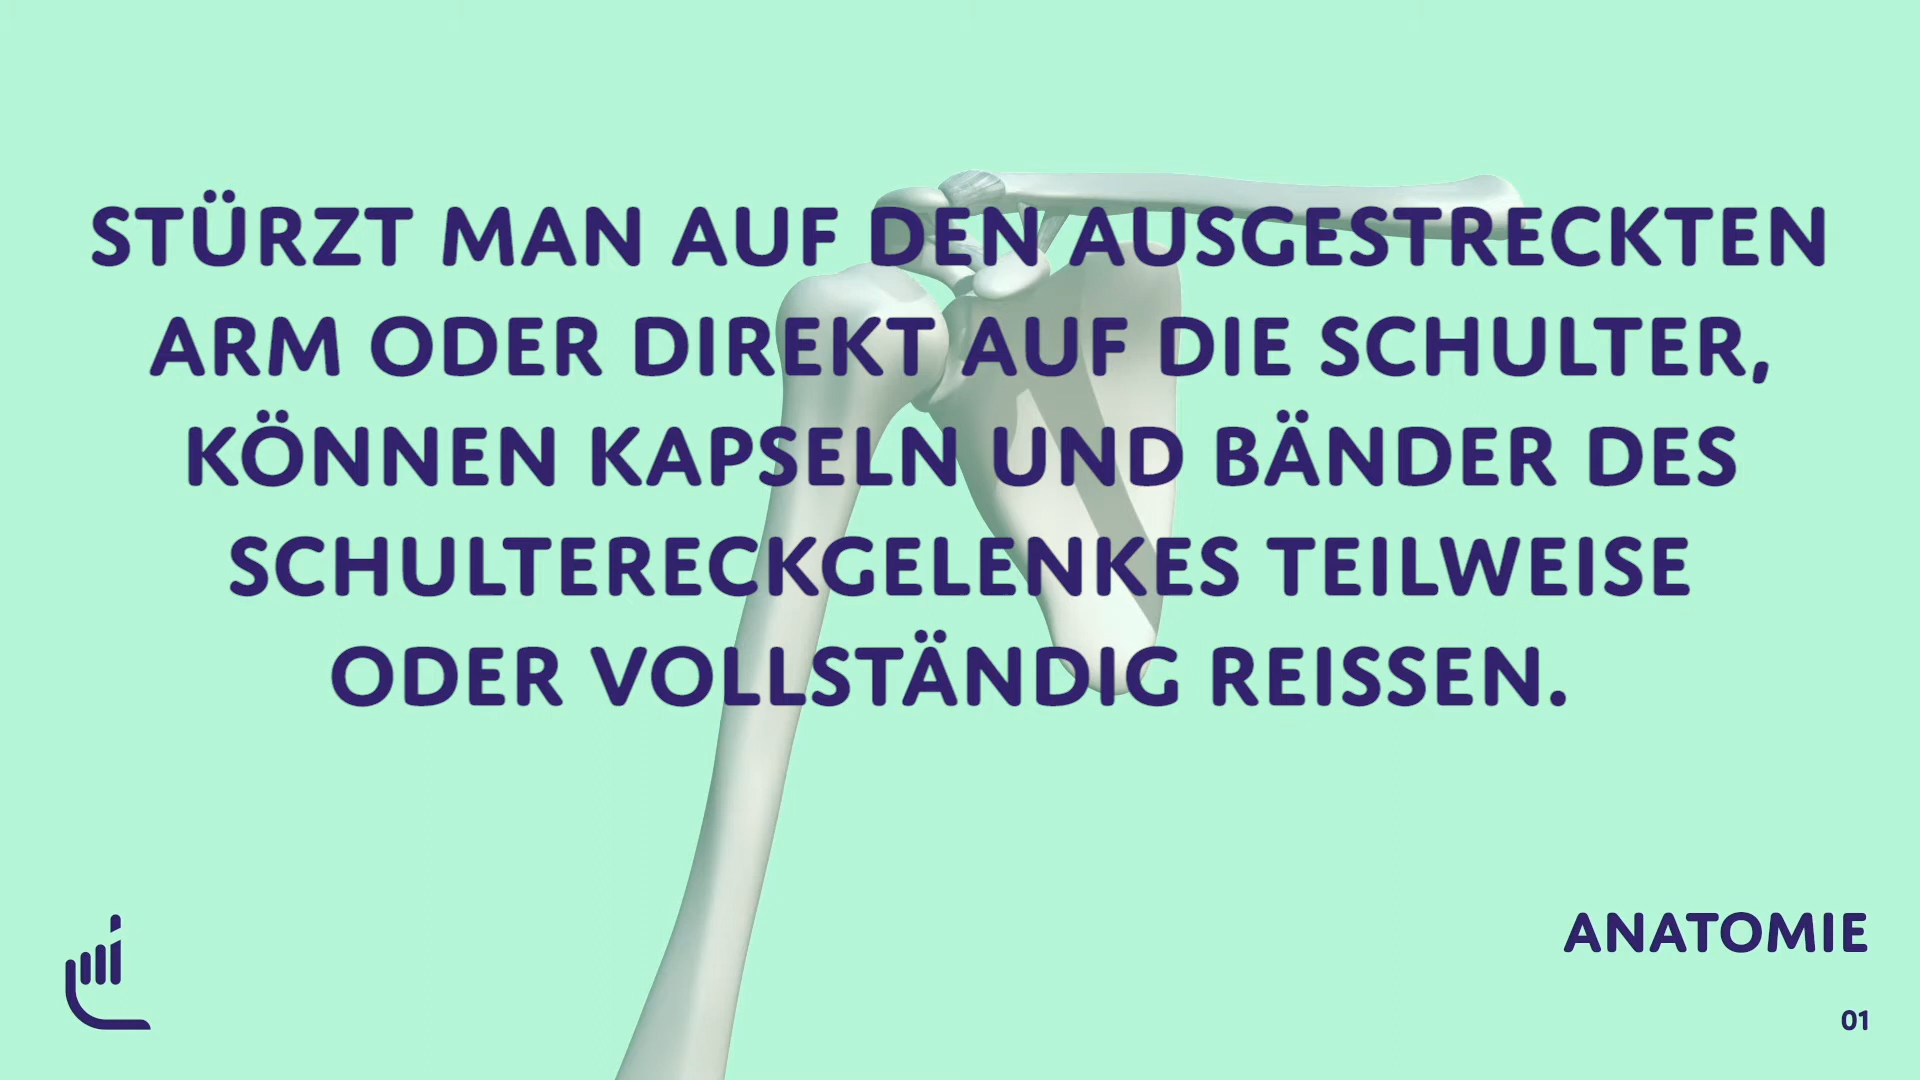 STÜRZT MAN AUF DEN AUSGESTRECKTEN
ARM ODER DIREKT AUF DIE SCHULTER,
KÖNNEN KAPSELN UND BÄNDER DES
SCHULTERECKGELENKES TEILWEISE
ODER VOLLSTÄNDIG REISSEN.
ANATOMIE
01